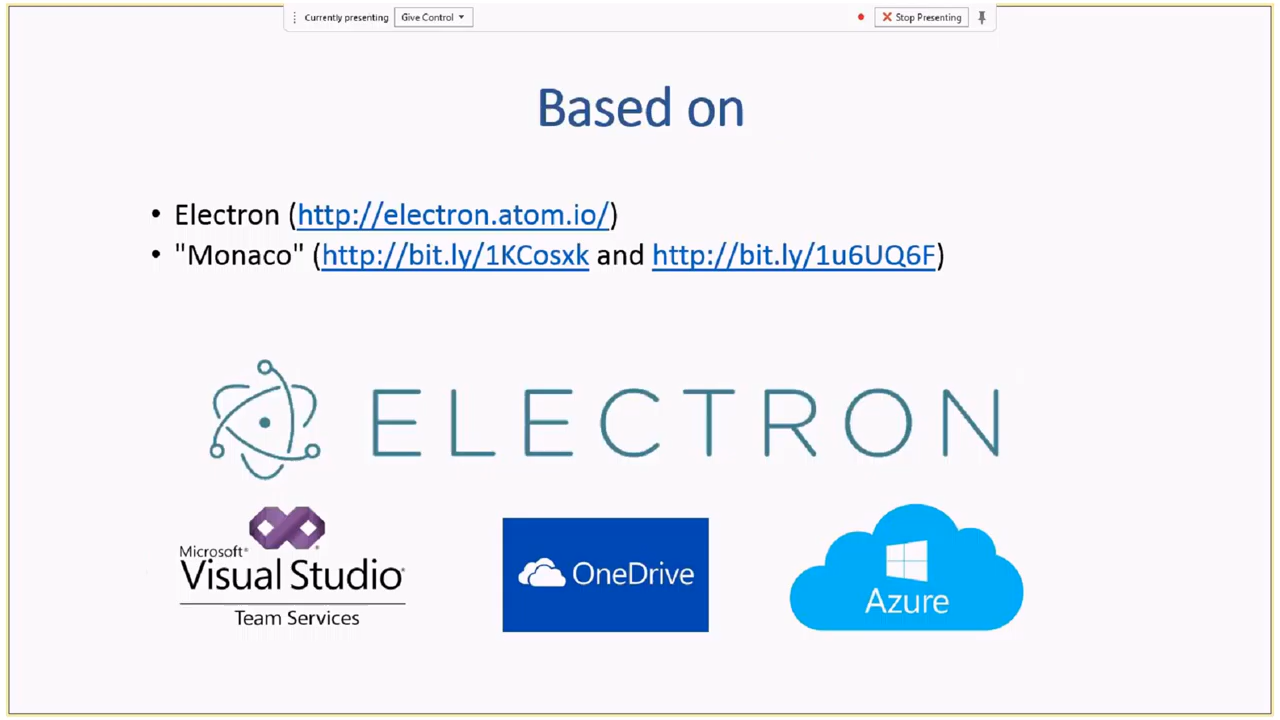 Currently presenting Give Control Stop Presenting
Based on
• Electron (http://electron.atom.io/)
• "Monaco" (http://bit.ly/1KCosxk and http://bit.ly/1u6UQ6F)
ELECTRON
Microsoft®
Visual Studio®
Team Services
OneDrive
Azure